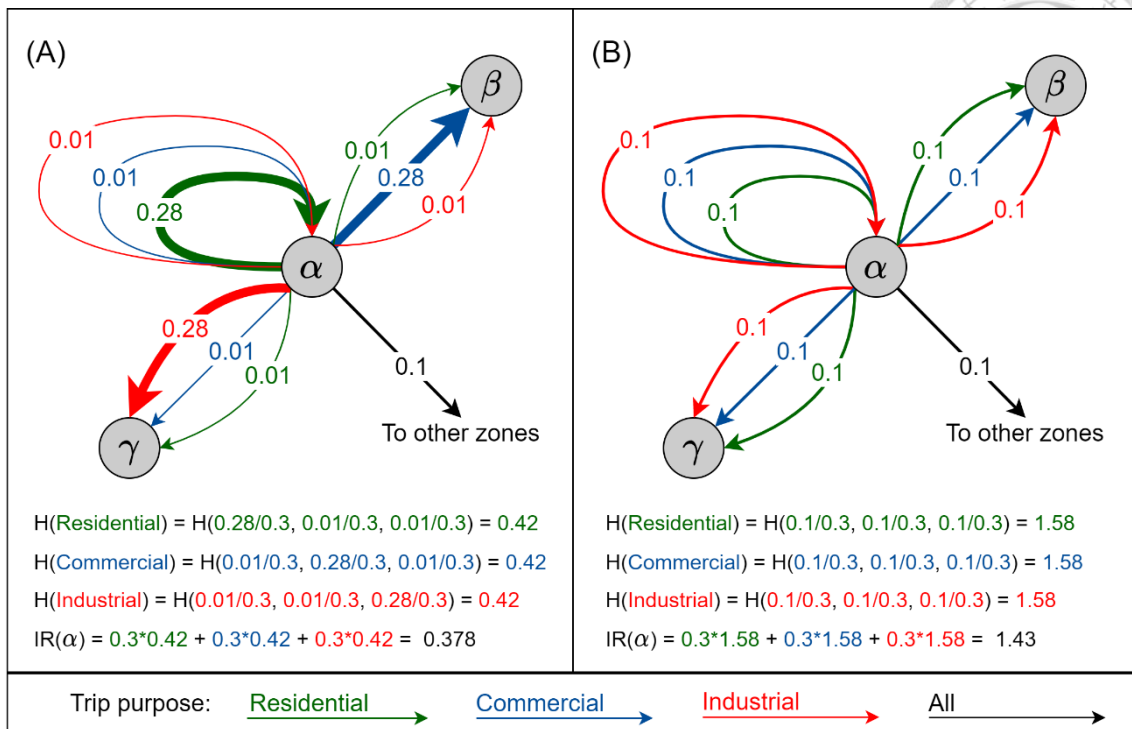 (A)
β
0.01
0.01
0.01
0.28
0.28
0.01
α
0.28
0.01
0.01
0.1
γ
To other zones
H(Residential) = H(0.28/0.3, 0.01/0.3, 0.01/0.3) = 0.42
H(Commercial) = H(0.01/0.3, 0.28/0.3, 0.01/0.3) = 0.42
H(Industrial) = H(0.01/0.3, 0.01/0.3, 0.28/0.3) = 0.42
IR(α) = 0.3*0.42 + 0.3*0.42 + 0.3*0.42 = 0.378
(B)
β
0.1
0.1
0.1
0.1
0.1
0.1
α
0.1
0.1
0.1
0.1
γ
To other zones
H(Residential) = H(0.1/0.3, 0.1/0.3, 0.1/0.3) = 1.58
H(Commercial) = H(0.1/0.3, 0.1/0.3, 0.1/0.3) = 1.58
H(Industrial) = H(0.1/0.3, 0.1/0.3, 0.1/0.3) = 1.58
IR(α) = 0.3*1.58 + 0.3*1.58 + 0.3*1.58 = 1.43
Trip purpose: Residential Commercial Industrial All